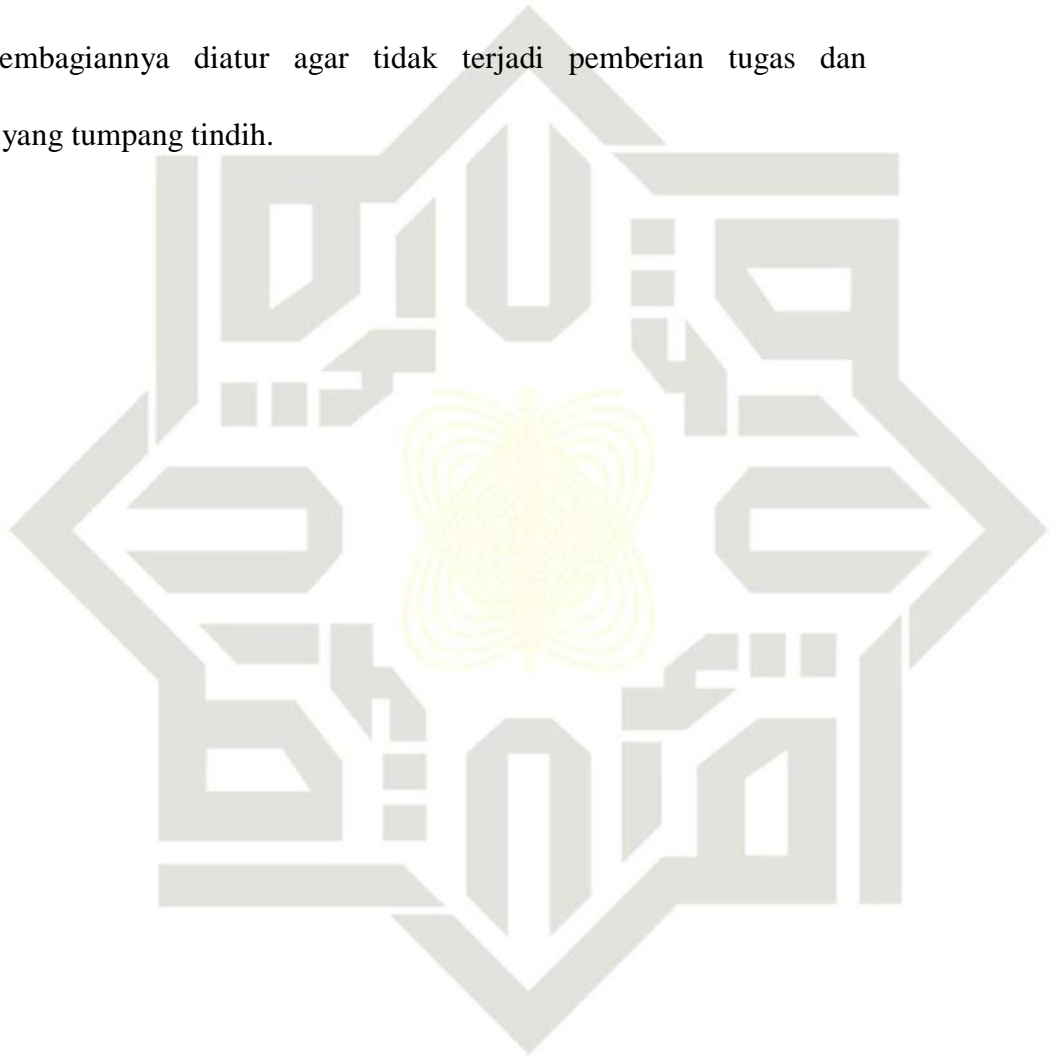 embagiannya diatur agar tidak terjadi pemberian tugas dan
yang tumpang tindih.